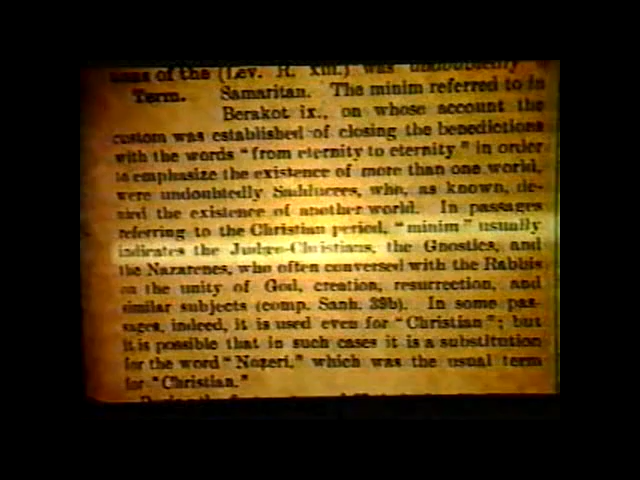 of the (Lev. R. xiii.) was undoubtedly
Term. Samaritan. The minim referred to in
Berakot ix., on whose account the
custom was established of closing the benedictions
with the words "from eternity to eternity" in order
to emphasize the existence of more than one world,
were undoubtedly Sadducees, who, as known, de-
nied the existence of another world. In passages
referring to the Christian period, "minim" usually
indicates the Judæo-Christians, the Gnostics, and
the Nazarenes, who often conversed with the Rabbis
on the unity of God, creation, resurrection, and
similar subjects (comp. Sanh. 39b). In some pas-
sages, indeed, it is used even for "Christian"; but
it is possible that in such cases it is a substitution
for the word "Noẓeri," which was the usual term
for "Christian."